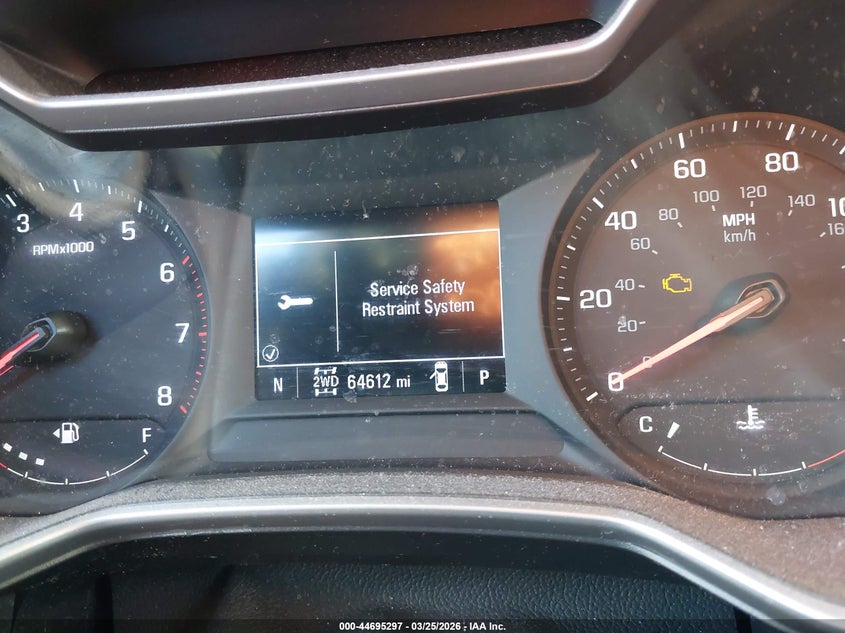 3 4 5 6 7 8
RPMx1000
F
Service Safety
Restraint System
N 2WD 64612 mi P
0 20 40 60 80
20 40 60 80 100 120 140
MPH
km/h
C
000-44695297 - 03/25/2026 - IAA Inc.